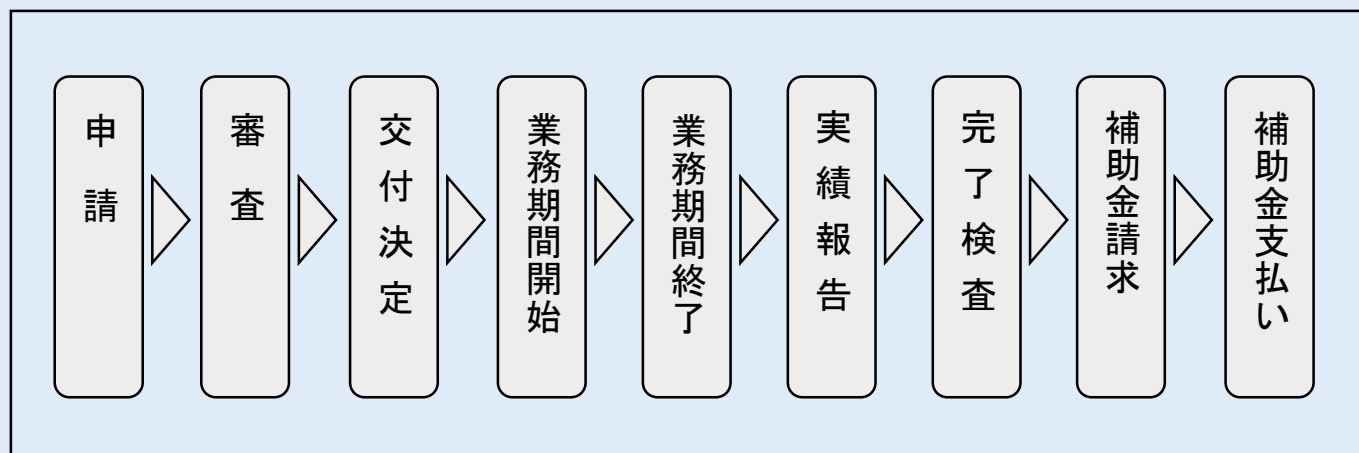 申請
審査
交付決定
業務期間開始
業務期間終了
実績報告
完了検査
補助金請求
補助金支払い